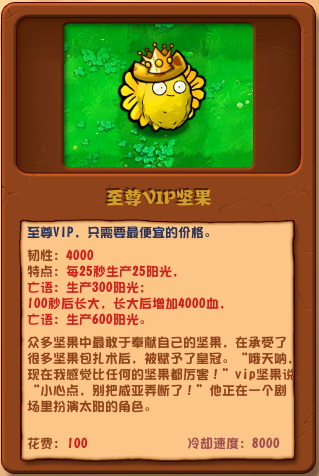 至尊VIP坚果
至尊VIP，只需要最便宜的价格。
韧性：4000
特点：每25秒生产25阳光，
亡语：生产300阳光；
100秒后长大，长大后增加4000血，
亡语：生产600阳光。
众多坚果中最敢于奉献自己的坚果，在承受了
很多坚果包扎术后，被赋予了皇冠。“哦天呐，
现在我感觉比任何的坚果都厉害！”vip坚果说
“小心点，别把威亚弄断了！”他正在一个剧
场里扮演太阳的角色。
花费：100 冷却速度：8000